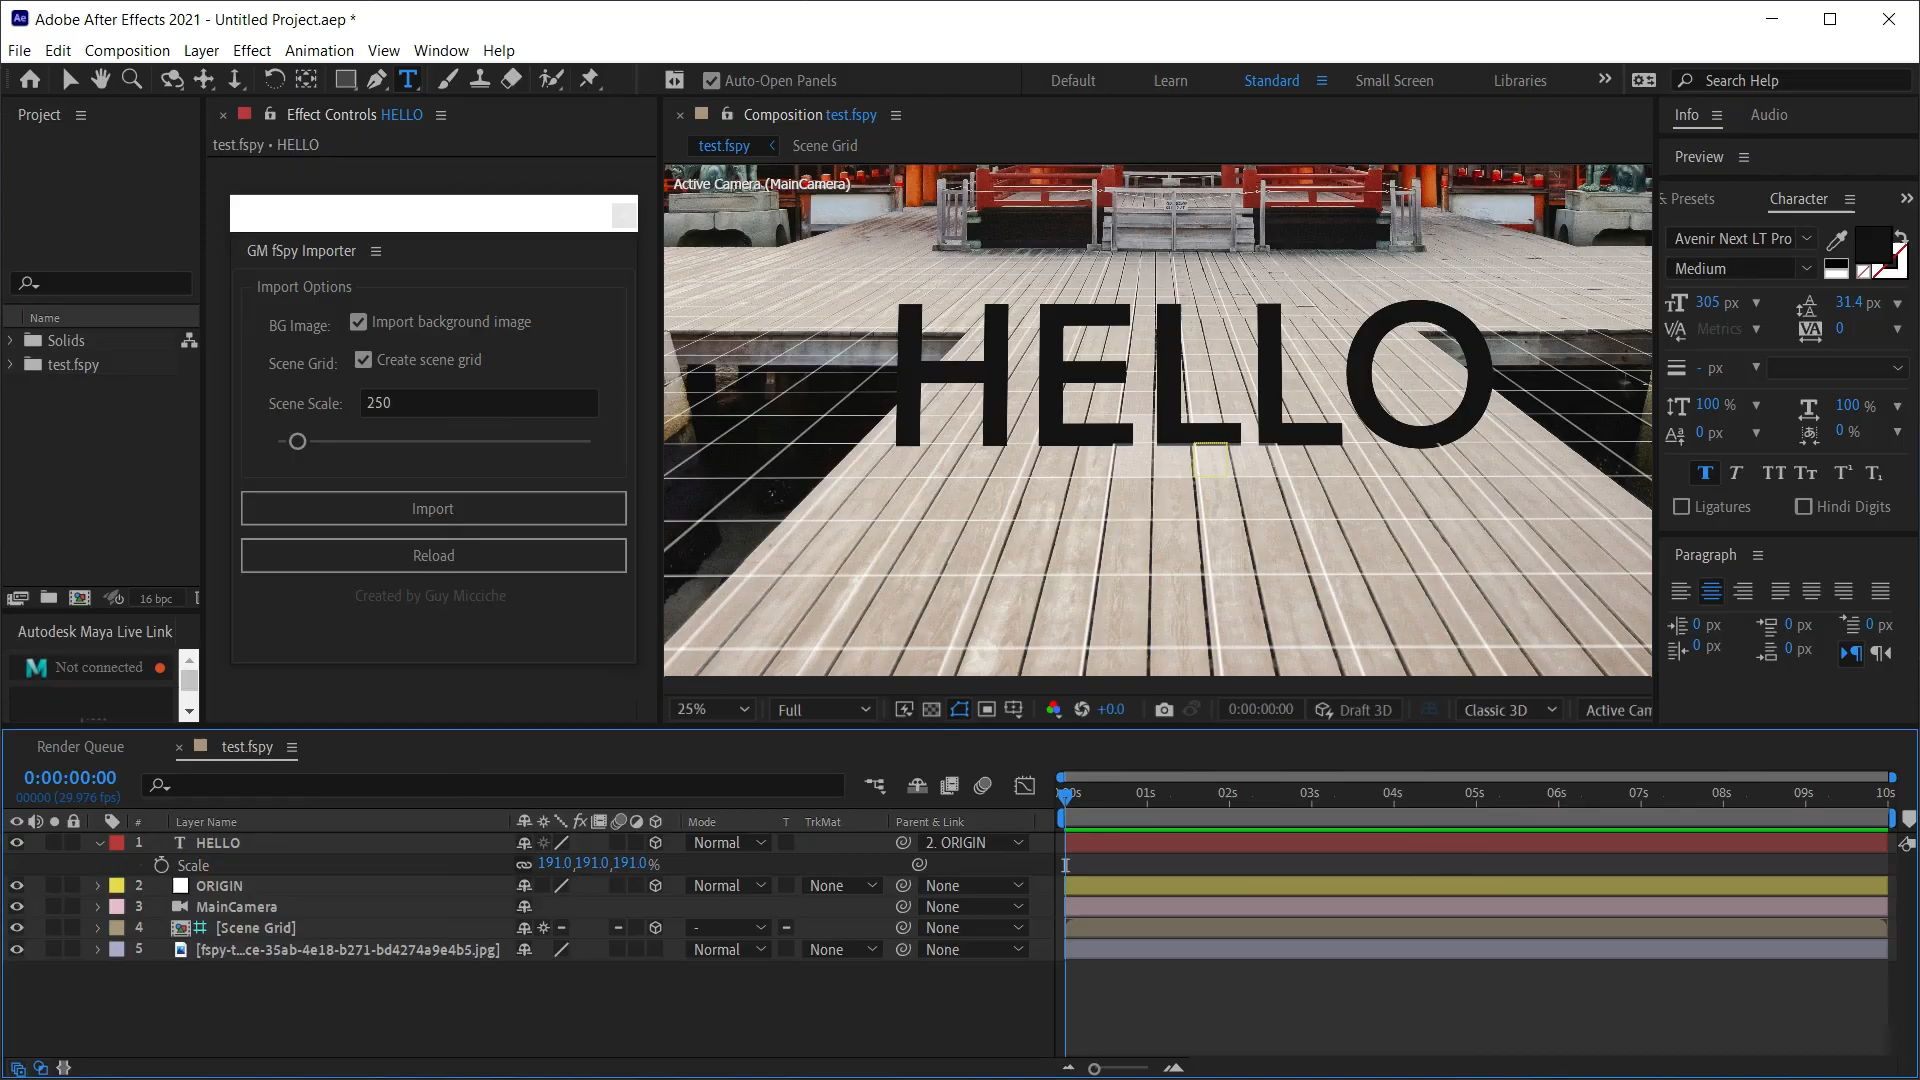 Adobe After Effects 2021 - Untitled Project.aep *
File Edit Composition Layer Effect Animation View Window Help
Auto-Open Panels Default Learn Standard Small Screen Libraries Search Help
Project
Effect Controls HELLO
Composition test.fspy
Info Audio
test.fspy • HELLO
test.fspy Scene Grid
Active Camera (MainCamera)
Preview
Presets Character
GM fSpy Importer
Avenir Next LT Pro
Medium
Import Options
BG Image: Import background image
Scene Grid: Create scene grid
Scene Scale: 250
Import
Reload
Created by Guy Micciche
Name
Solids
test.fspy
16 bpc
Autodesk Maya Live Link
Not connected
HELLO
305 px 31.4 px
Metrics 0
- px
100 % 100 %
0 px 0 %
T T TT Tт T¹ T₁
Ligatures Hindi Digits
Paragraph
0 px 0 px 0 px
0 px 0 px
25% Full +0.0 0:00:00:00 Draft 3D Classic 3D Active Cam
Render Queue test.fspy
0:00:00:00
00000 (29.976 fps)
01s 02s 03s 04s 05s 06s 07s 08s 09s 10s
# Layer Name Mode T TrkMat Parent & Link
1 T HELLO Normal 2. ORIGIN
Scale 191.0,191.0,191.0%
2 ORIGIN Normal None None
3 MainCamera None
4 [Scene Grid] - None
5 [fspy-t...ce-35ab-4e18-b271-bd4274a9e4b5.jpg] Normal None None